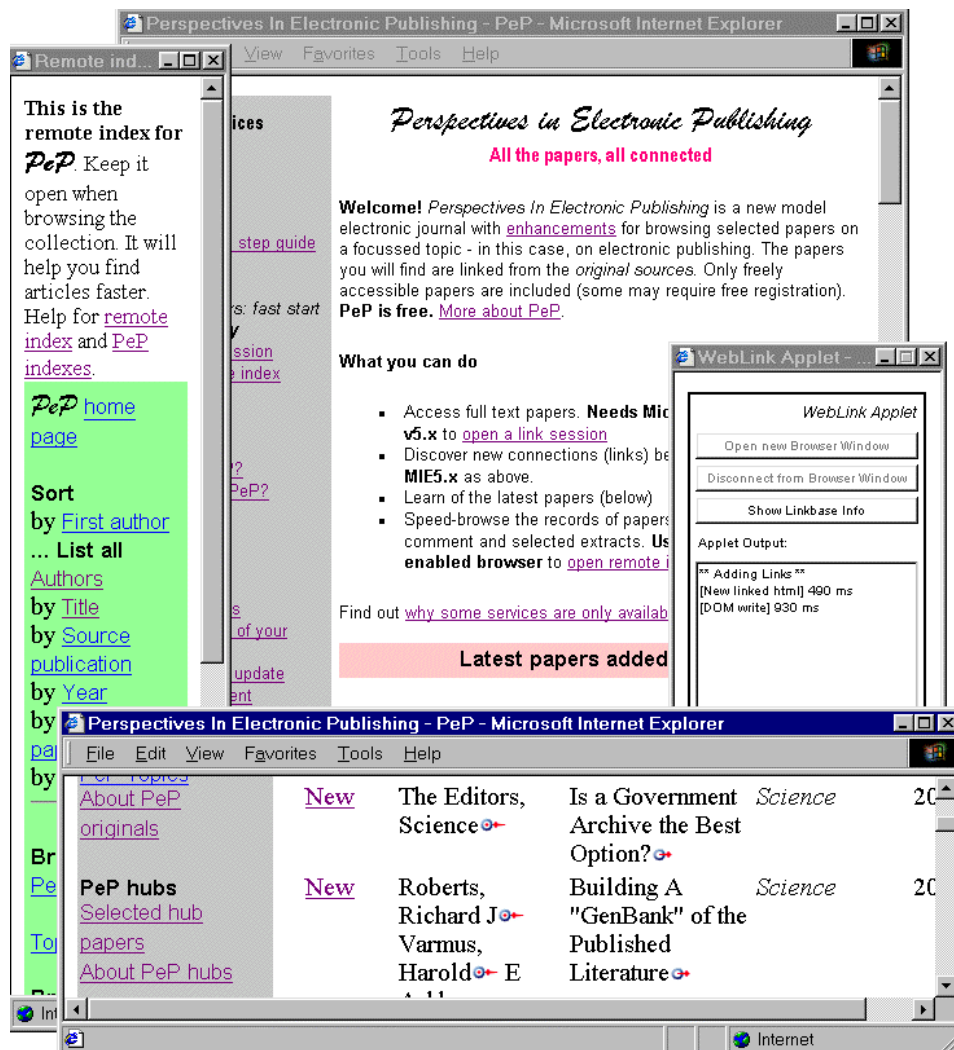 Perspectives In Electronic Publishing - PeP - Microsoft Internet Explorer
View Favorites Tools Help
Remote ind...
This is the
remote index for
PeP. Keep it
open when
browsing the
collection. It will
help you find
articles faster.
Help for remote
index and PeP
indexes.
PeP home
page
Sort
by First author
... List all
Authors
by Title
by Source
publication
by Year
by
by
Br
Pe
Top
Int
ices
step guide
rs: fast start
ssion
e index
?
PeP?
s
of your
update
ent
Perspectives in Electronic Publishing
All the papers, all connected
Welcome! Perspectives In Electronic Publishing is a new model
electronic journal with enhancements for browsing selected papers on
a focussed topic - in this case, on electronic publishing. The papers
you will find are linked from the original sources. Only freely
accessible papers are included (some may require free registration).
PeP is free. More about PeP.
What you can do
Access full text papers. Needs Mic
v5.x to open a link session
Discover new connections (links) be
MIE5.x as above.
Learn of the latest papers (below)
Speed-browse the records of papers
comment and selected extracts. Us
enabled browser to open remote i
Find out why some services are only availab
Latest papers added
WebLink Applet - ...
WebLink Applet
Open new Browser Window
Disconnect from Browser Window
Show Linkbase Info
Applet Output:
** Adding Links **
[New linked html] 490 ms
[DOM write] 930 ms
Perspectives In Electronic Publishing - PeP - Microsoft Internet Explorer
File Edit View Favorites Tools Help
PeP Topics
About PeP
originals
PeP hubs
Selected hub
papers
About PeP hubs
New The Editors, Is a Government Science 20
Science Archive the Best
Option?
New Roberts, Building A Science 20
Richard J "GenBank" of the
Varmus, Published
Harold E Literature
Internet